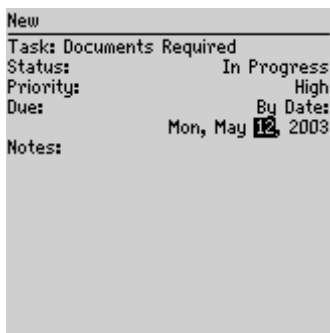 New
Task: Documents Required
Status: In Progress
Priority: High
Due: By Date:
Mon, May 12, 2003
Notes: